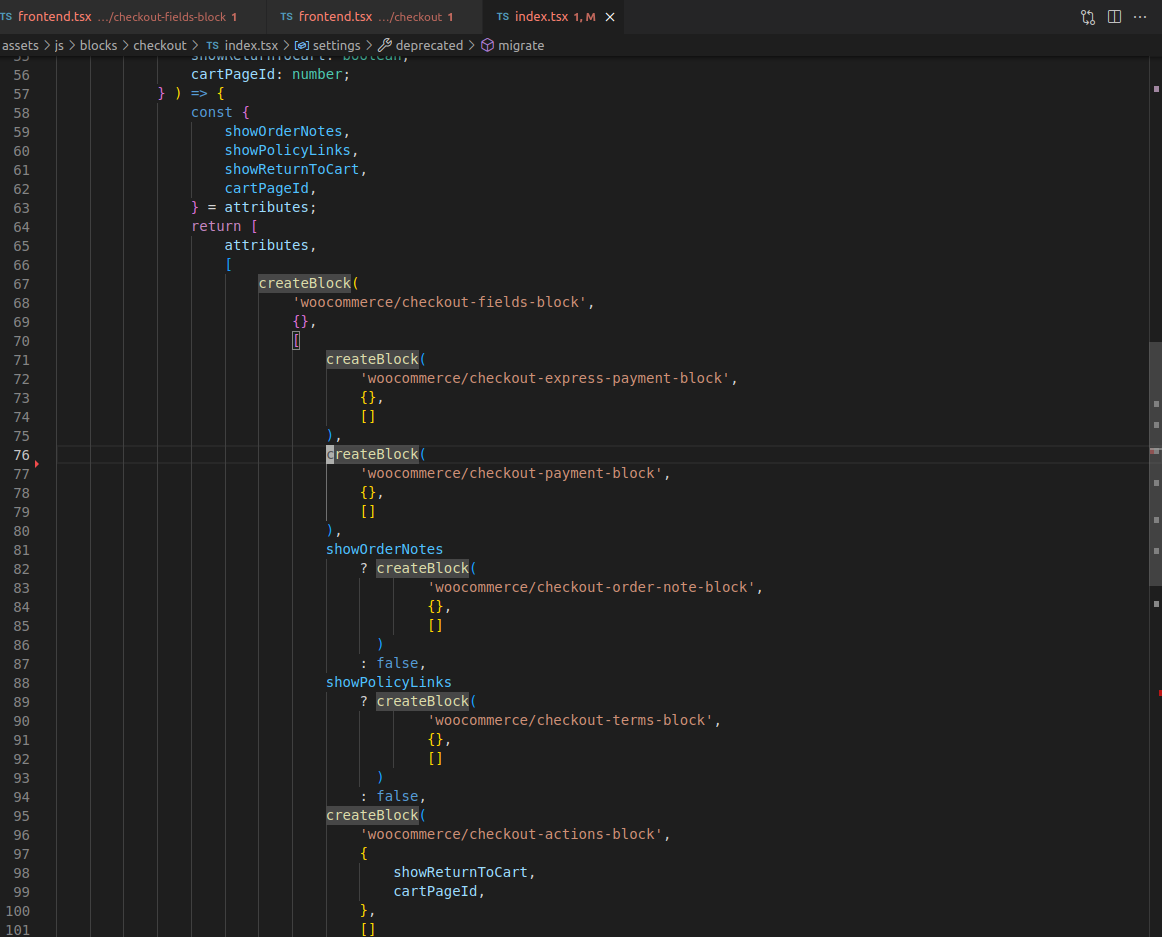 TS frontend.tsx .../checkout-fields-block 1 TS frontend.tsx .../checkout 1 TS index.tsx 1, M
assets > js > blocks > checkout > TS index.tsx > settings > deprecated > migrate
55 showReturnToCart: boolean;
56 cartPageId: number;
57 } ) => {
58 const {
59 showOrderNotes,
60 showPolicyLinks,
61 showReturnToCart,
62 cartPageId,
63 } = attributes;
64 return [
65 attributes,
66 [
67 createBlock(
68 'woocommerce/checkout-fields-block',
69 {},
70 [
71 createBlock(
72 'woocommerce/checkout-express-payment-block',
73 {},
74 []
75 ),
76 createBlock(
77 'woocommerce/checkout-payment-block',
78 {},
79 []
80 ),
81 showOrderNotes
82 ? createBlock(
83 'woocommerce/checkout-order-note-block',
84 {},
85 []
86 )
87 : false,
88 showPolicyLinks
89 ? createBlock(
90 'woocommerce/checkout-terms-block',
91 {},
92 []
93 )
94 : false,
95 createBlock(
96 'woocommerce/checkout-actions-block',
97 {
98 showReturnToCart,
99 cartPageId,
100 },
101 []